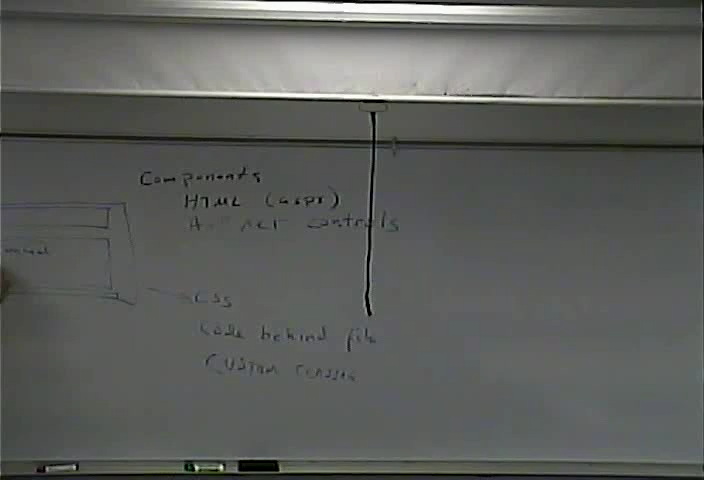 Components
HTML (aspx)
controls
CSS
Code behind file
Custom classes